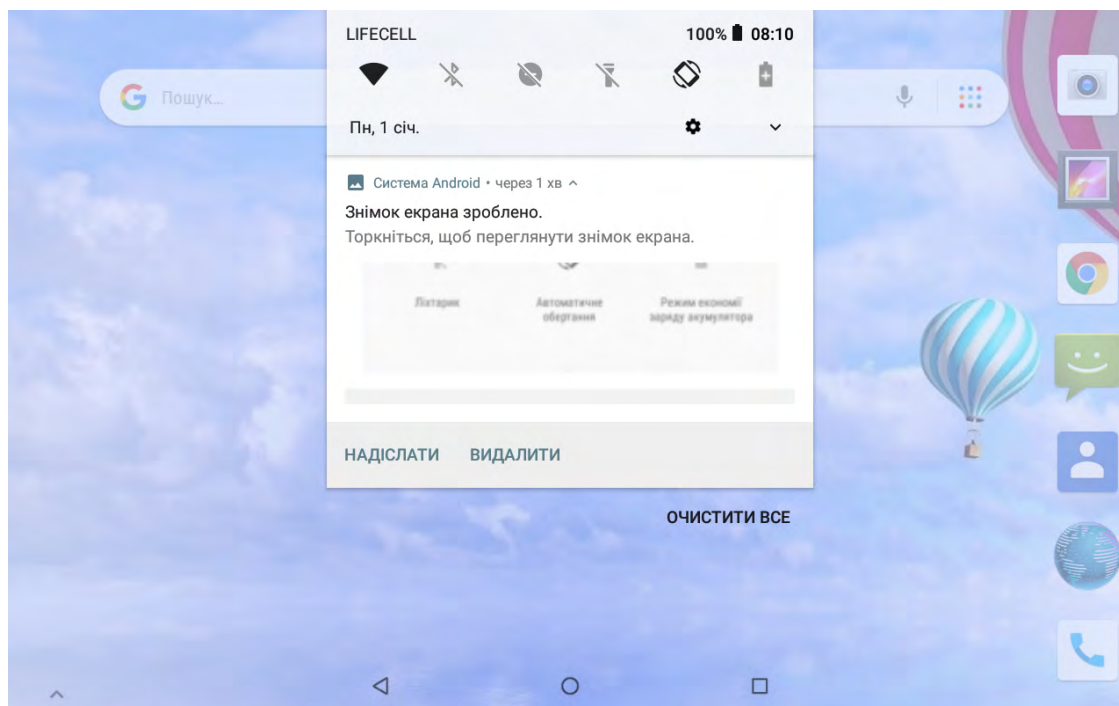 LIFECELL
100% 08:10
Пошук...
Пн, 1 січ.
Система Android • через 1 хв
Знімок екрана зроблено.
Торкніться, щоб переглянути знімок екрана.
Ліхтарик
Автоматичне
обертання
Режим економії
заряду акумулятора
НАДІСЛАТИ ВИДАЛИТИ
ОЧИСТИТИ ВСЕ